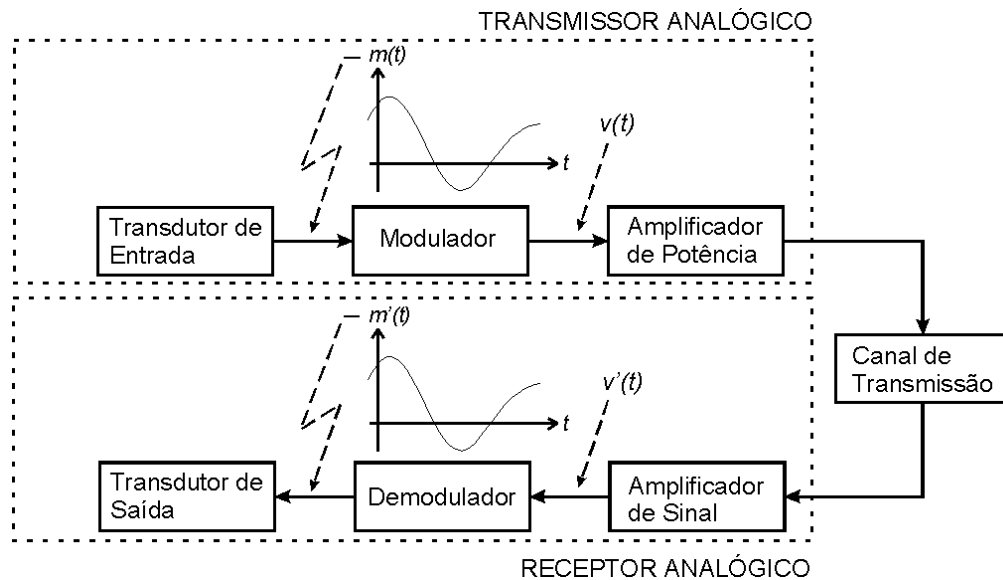 TRANSMISSOR ANALÓGICO
m(t)
v(t)
t
Transdutor de
Entrada
Modulador
Amplificador
de Potência
m'(t)
v'(t)
t
Canal de
Transmissão
Transdutor de
Saída
Demodulador
Amplificador
de Sinal
RECEPTOR ANALÓGICO